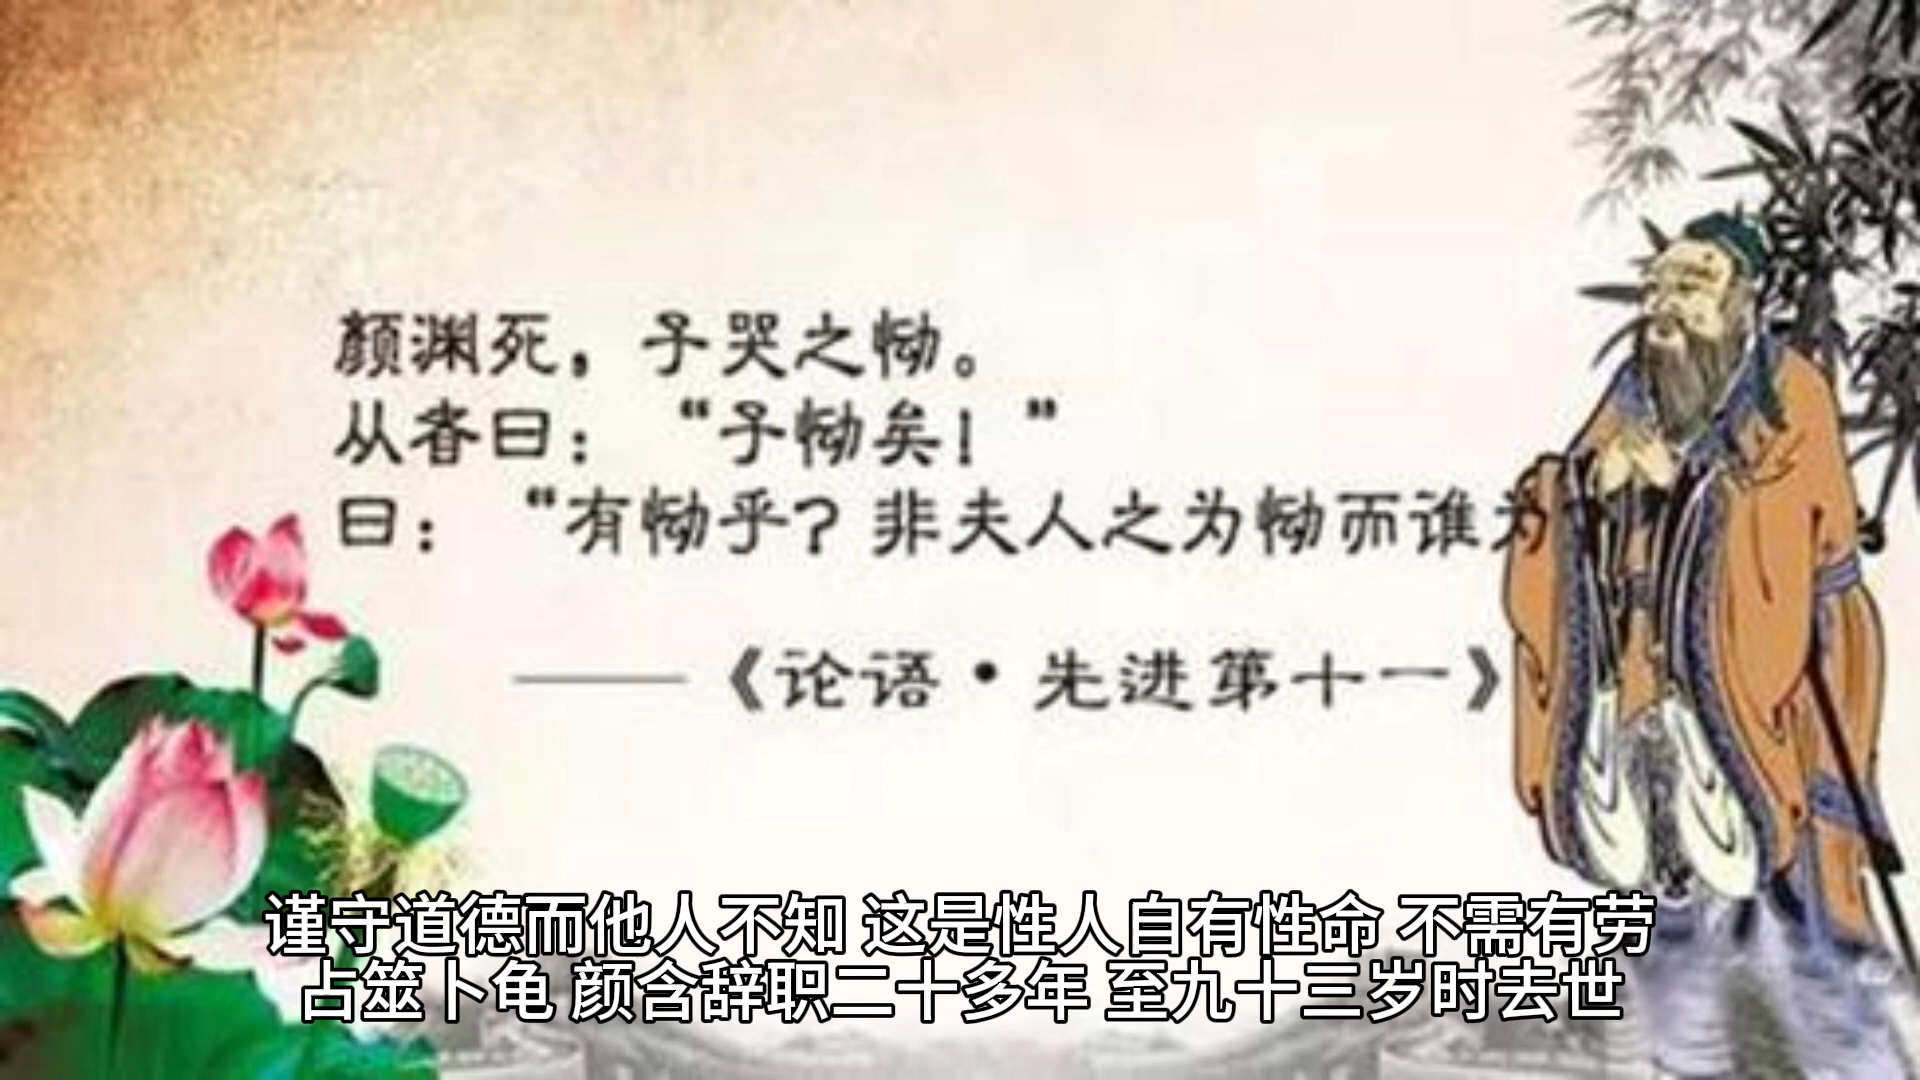 颜渊死，子哭之恸。
从者曰：“子恸矣！”
曰：“有恸乎？非夫人之为恸而谁为
——《论语·先进第十一》
谨守道德而他人不知 这是性人自有性命 不需有劳
占筮卜龟 颜含辞职二十多年 至九十三岁时去世